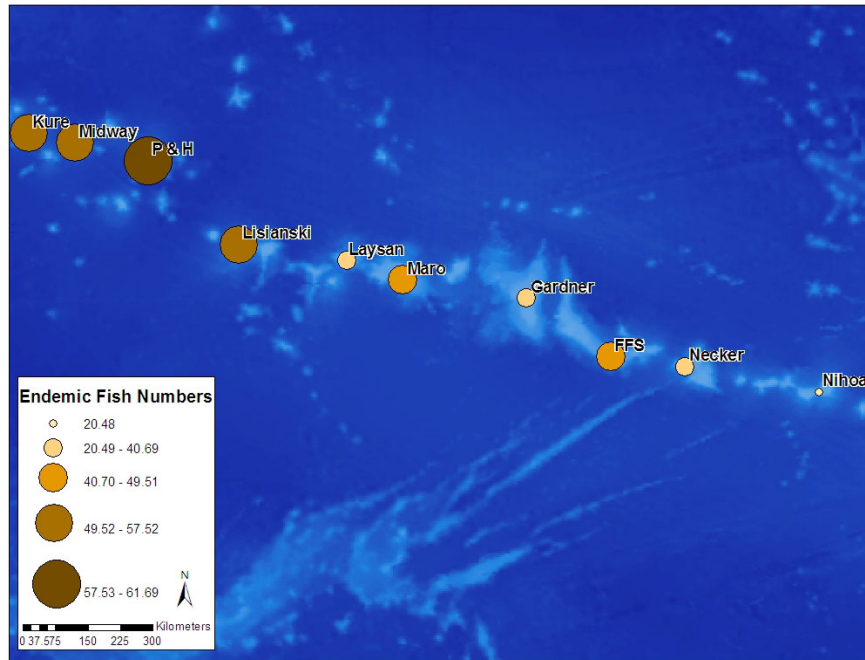 Kure
Midway
P & H
Lisianski
Laysan
Maro
Gardner
FFS
Necker
Nihoa
Endemic Fish Numbers
20.48
20.49 - 40.69
40.70 - 49.51
49.52 - 57.52
57.53 - 61.69
N
Kilometers
0 37.575 150 225 300